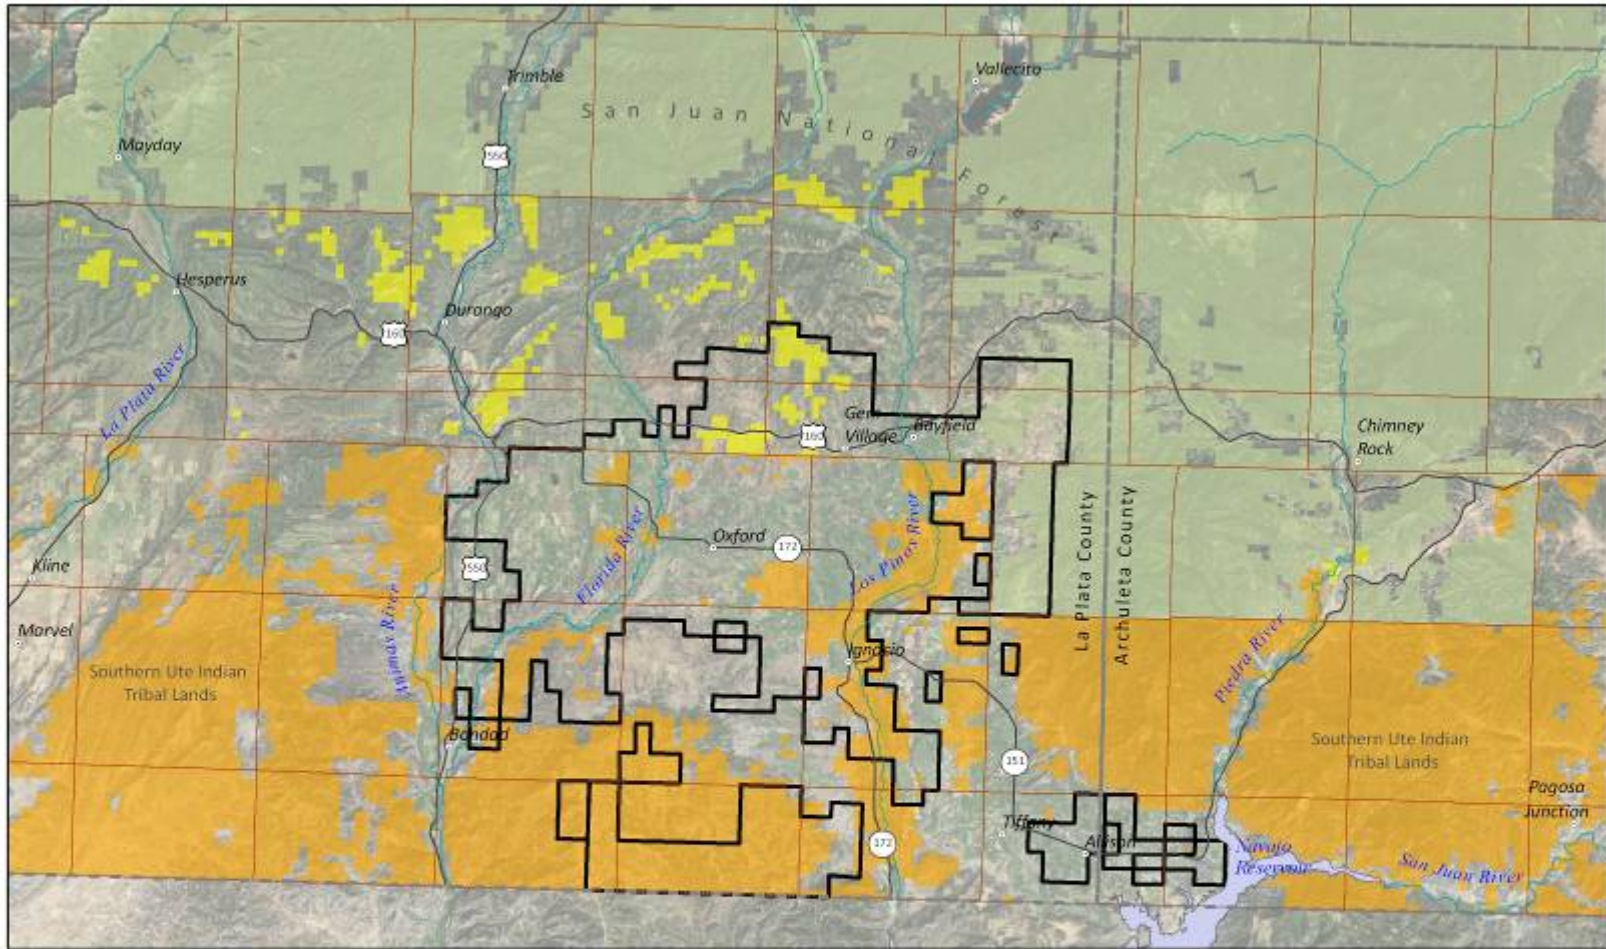 Vallecito
Trimble
San Juan National Forest
Mayday
550
Hesperus
Durango
160
La Plata River
Gem
Village
Bayfield
160
Chimney
Rock
La Plata County
Archuleta County
Los Pinos River
Florida River
Oxford
172
Kline
550
Animas River
Marvel
Ignacio
Piedra River
Southern Ute Indian
Tribal Lands
Bondad
Southern Ute Indian
Tribal Lands
151
Pagosa
Junction
Tiffany
Allison
172
Navajo
Reservoir
San Juan River